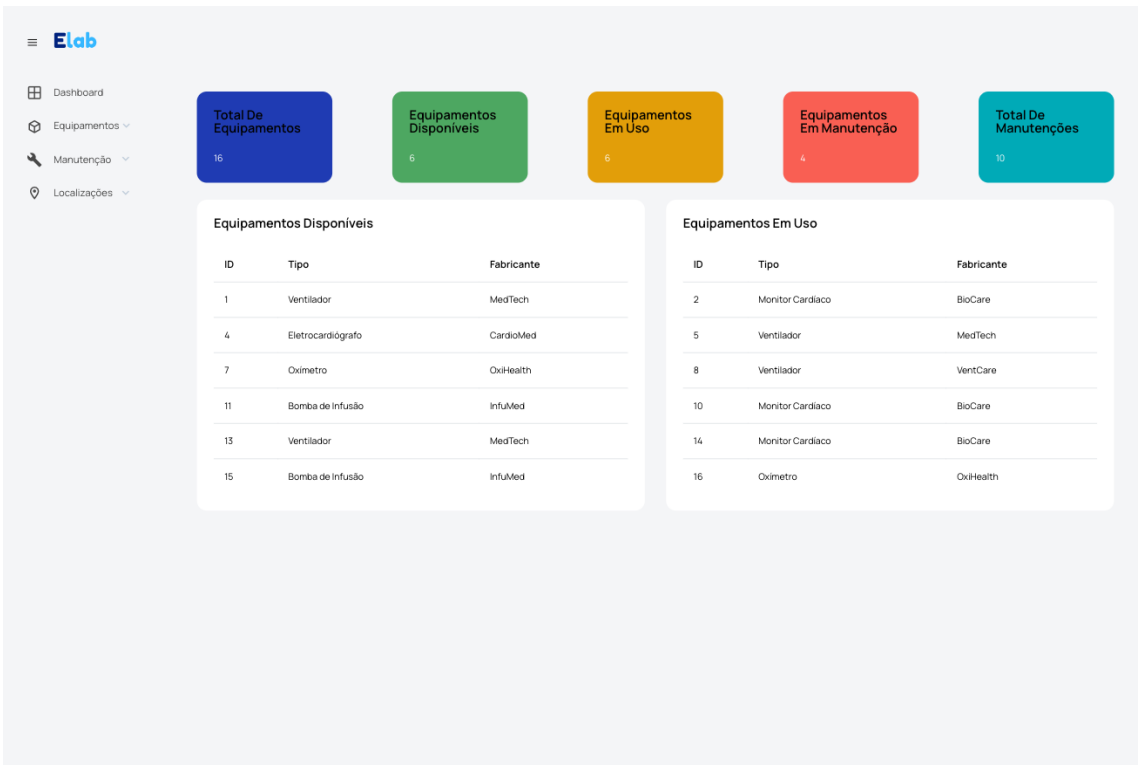 Elab
Dashboard
Equipamentos
Manutenção
Localizações
Total De
Equipamentos
16
Equipamentos
Disponíveis
6
Equipamentos
Em Uso
6
Equipamentos
Em Manutenção
4
Total De
Manutenções
10
Equipamentos Disponíveis
ID Tipo Fabricante
1 Ventilador MedTech
4 Eletrocardiógrafo CardioMed
7 Oxímetro OxiHealth
11 Bomba de Infusão InfuMed
13 Ventilador MedTech
15 Bomba de Infusão InfuMed
Equipamentos Em Uso
ID Tipo Fabricante
2 Monitor Cardíaco BioCare
5 Ventilador MedTech
8 Ventilador VentCare
10 Monitor Cardíaco BioCare
14 Monitor Cardíaco BioCare
16 Oxímetro OxiHealth